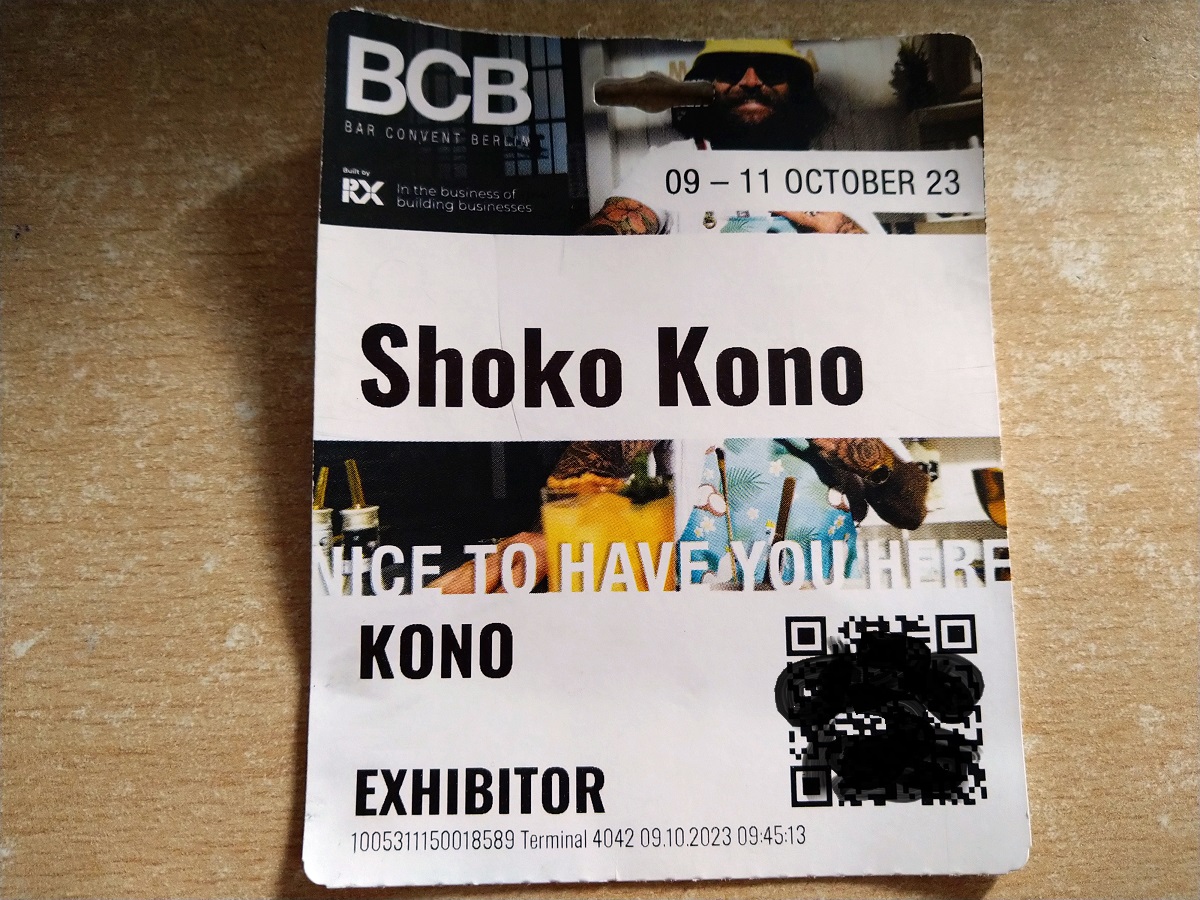 BCB
BAR CONVENT BERLIN
Built by
RX
In the business of
building businesses
09 – 11 OCTOBER 23
Shoko Kono
NICE TO HAVE YOU HERE
KONO
EXHIBITOR
1005311150018589 Terminal 4042 09.10.2023 09:45:13